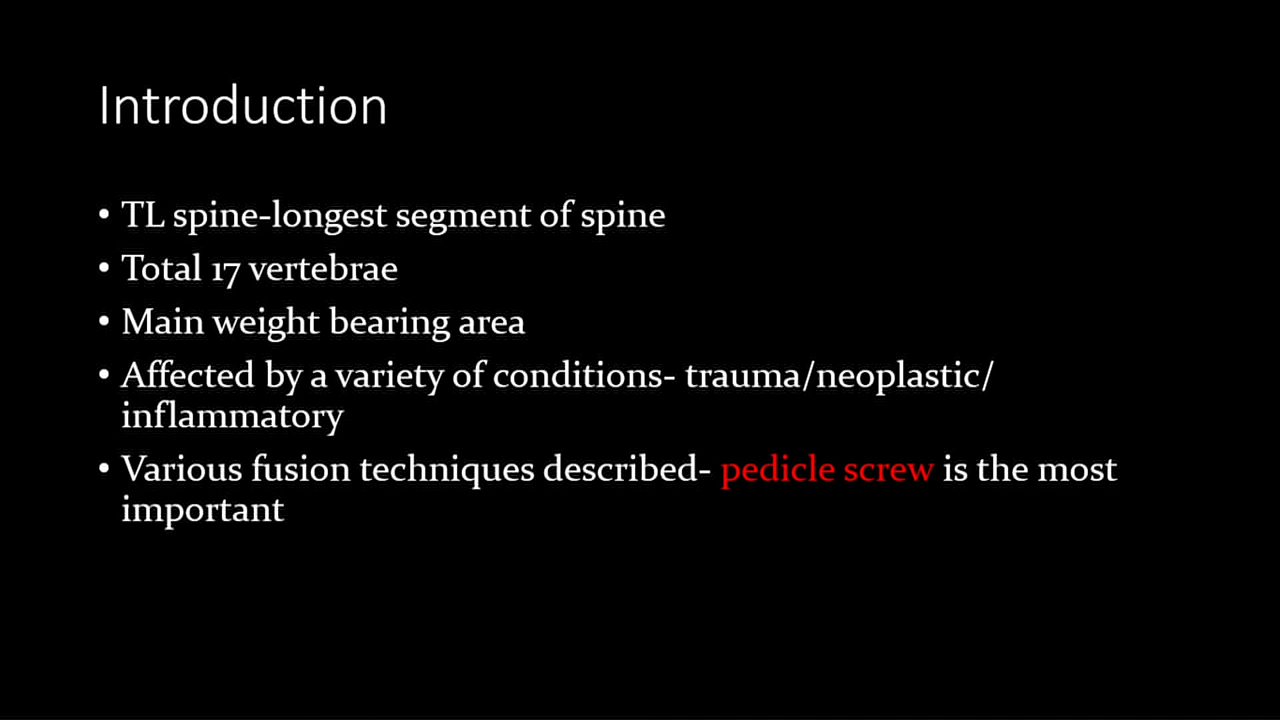 Introduction
• TL spine-longest segment of spine
• Total 17 vertebrae
• Main weight bearing area
• Affected by a variety of conditions- trauma/neoplastic/
inflammatory
• Various fusion techniques described- pedicle screw is the most
important